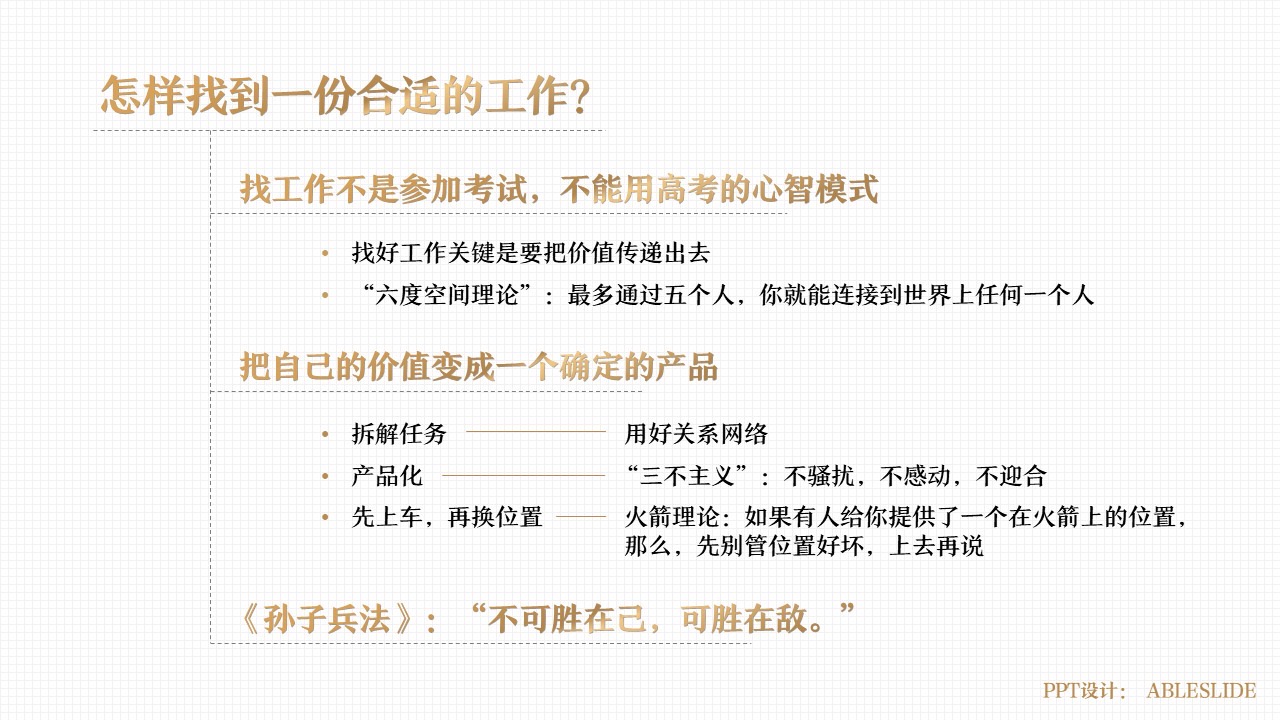 怎样找到一份合适的工作?
找工作不是参加考试，不能用高考的心智模式
• 找好工作关键是要把价值传递出去
• “六度空间理论”：最多通过五个人，你就能连接到世界上任何一个人
把自己的价值变成一个确定的产品
• 拆解任务 用好关系网络
• 产品化 “三不主义”：不骚扰，不感动，不迎合
• 先上车，再换位置 火箭理论：如果有人给你提供了一个在火箭上的位置，
那么，先别管位置好坏，上去再说
《孙子兵法》：“不可胜在己，可胜在敌。”
PPT设计： ABLESLIDE